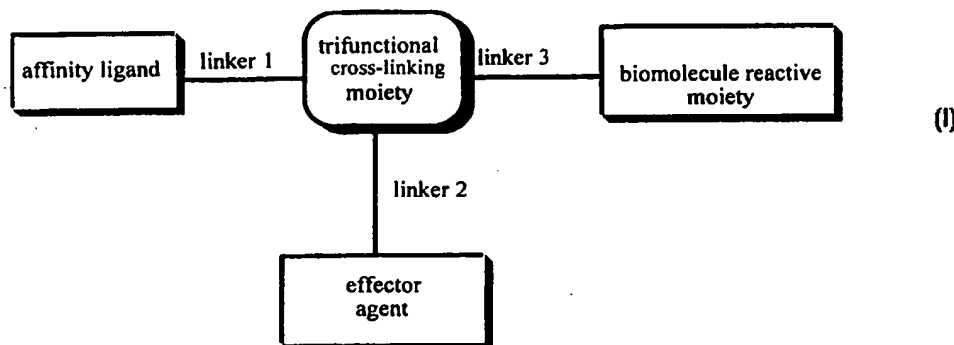 affinity ligand
linker 1
trifunctional
cross-linking
moiety
linker 3
biomolecule reactive
moiety
(I)
linker 2
effector
agent